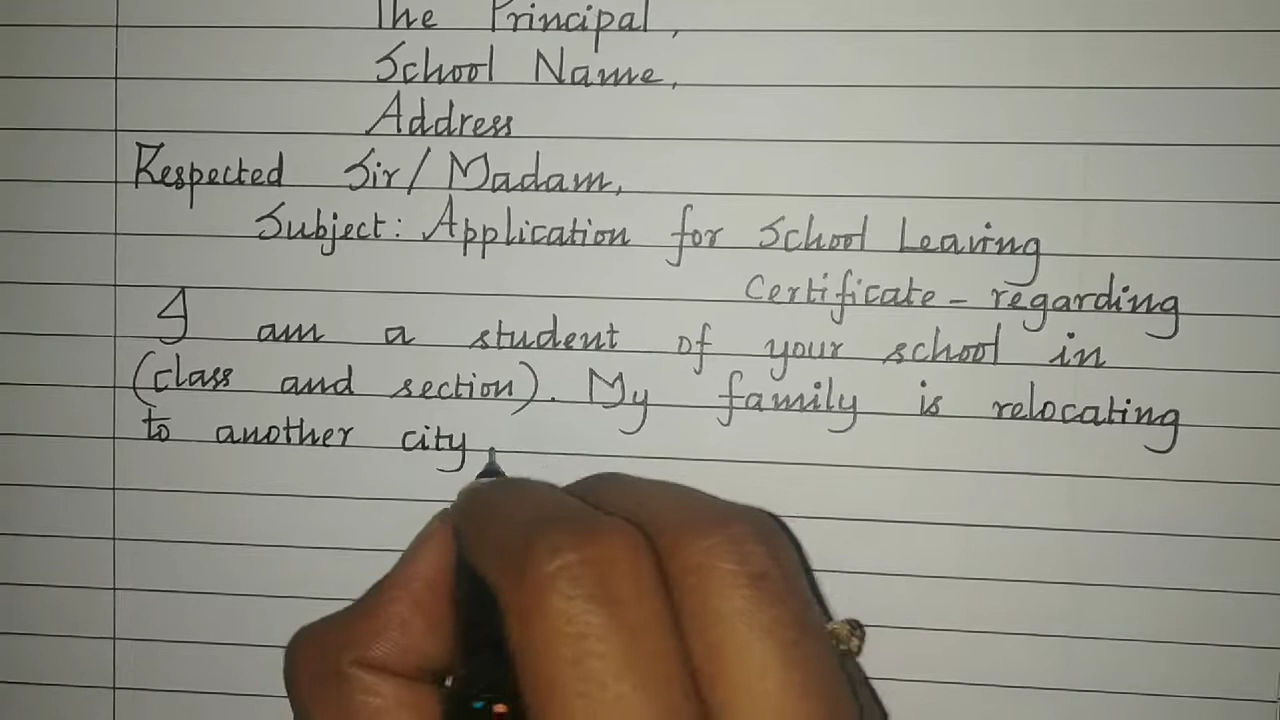 The Principal,
School Name,
Address
Respected Sir/Madam,
Subject: Application for School Leaving
Certificate - regarding
I am a student of your school in
(class and section). My family is relocating
to another city